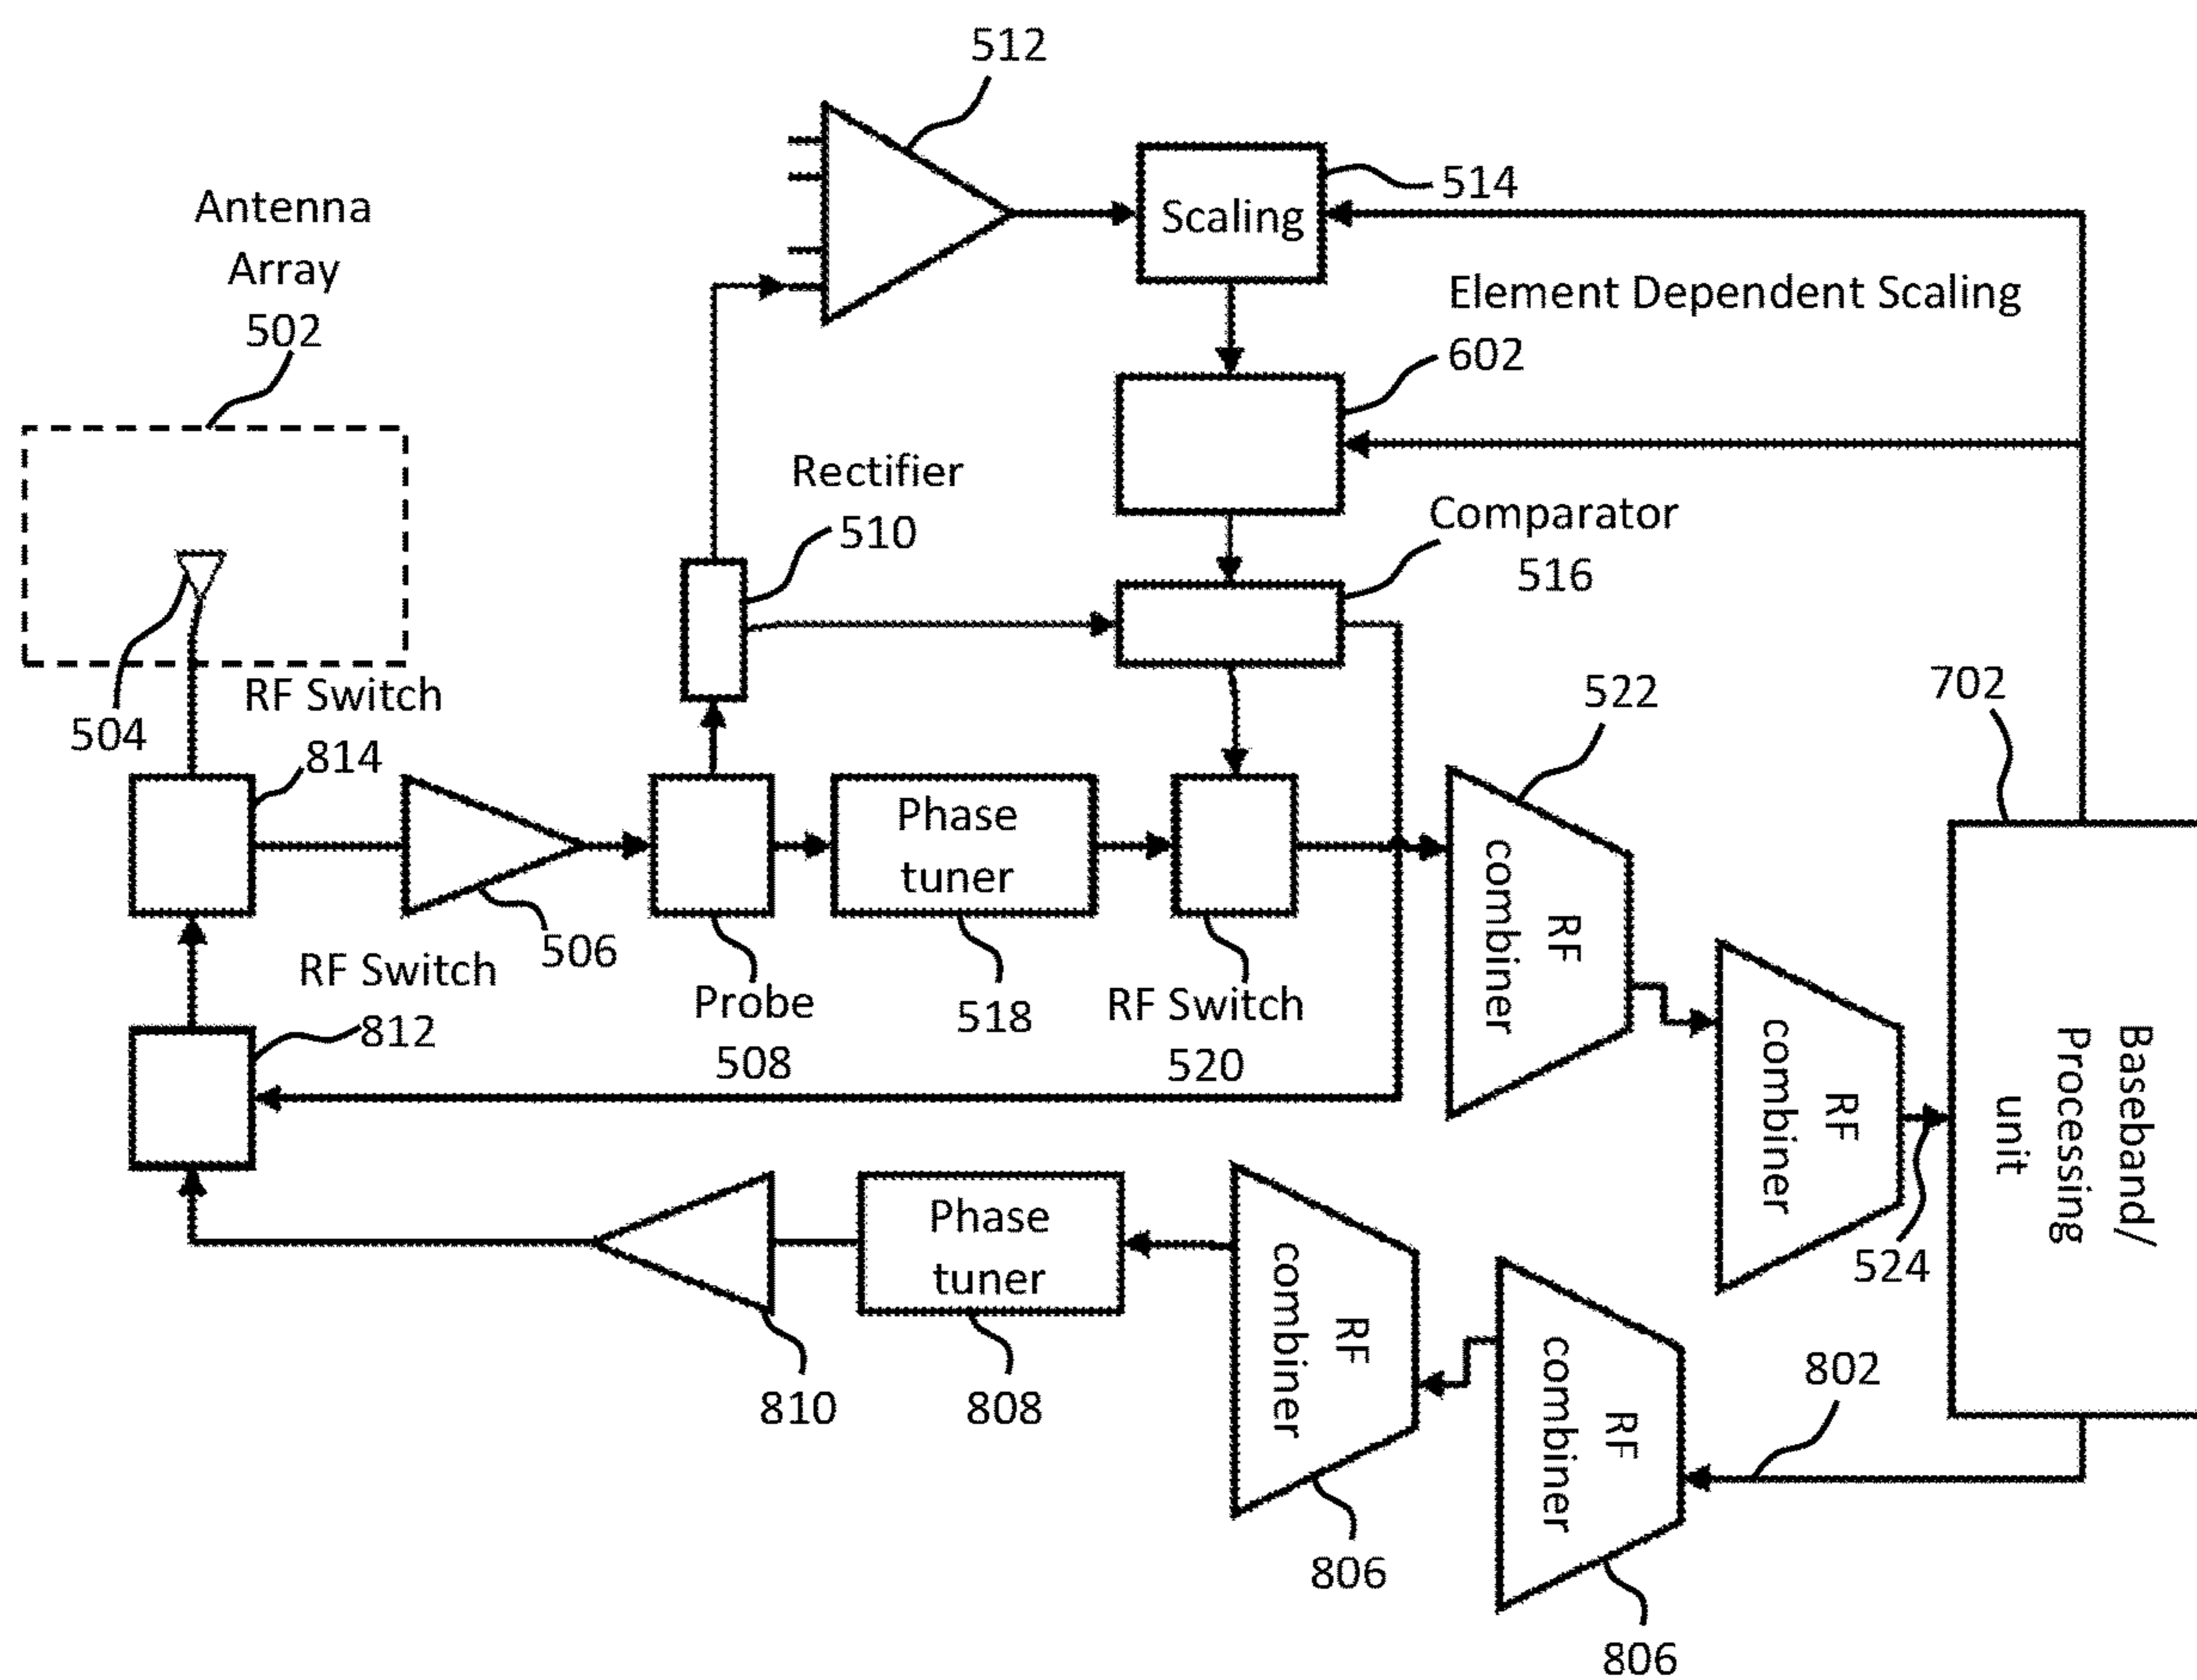 512
Antenna
Array
502
Scaling
514
Element Dependent Scaling
602
Rectifier
510
Comparator
516
504
RF Switch
814
522
702
Phase
tuner
506
RF
combiner
RF Switch
812
Probe
508
518
RF Switch
520
RF
combiner
Baseband/
Processing
unit
524
Phase
tuner
RF
combiner
RF
combiner
802
810
808
806
806